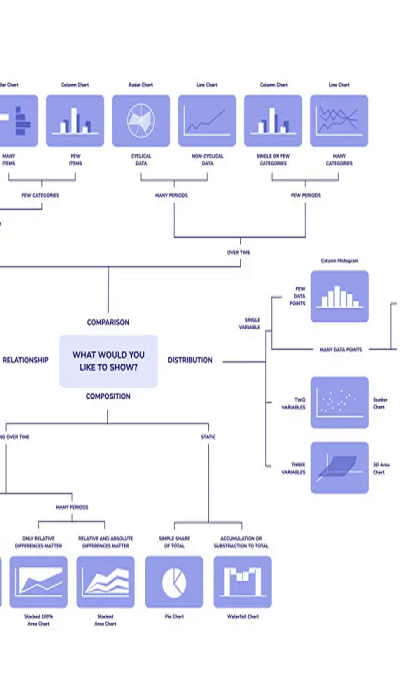 Bar Chart
Column Chart
Radar Chart
Line Chart
Column Chart
Line Chart
MANY
ITEMS
FEW
ITEMS
CYCLICAL
DATA
NON-CYCLICAL
DATA
SINGLE OR FEW
CATEGORIES
MANY
CATEGORIES
FEW CATEGORIES
MANY PERIODS
FEW PERIODS
OVER TIME
Column Histogram
FEW
DATA
POINTS
SINGLE
VARIABLE
COMPARISON
MANY DATA POINTS
RELATIONSHIP
WHAT WOULD YOU
LIKE TO SHOW?
DISTRIBUTION
COMPOSITION
TWO
VARIABLES
Scatter
Chart
NG OVER TIME
STATIC
THREE
VARIABLES
3D Area
Chart
MANY PERIODS
ONLY RELATIVE
DIFFERENCES MATTER
RELATIVE AND ABSOLUTE
DIFFERENCES MATTER
SIMPLE SHARE
OF TOTAL
ACCUMULATION OR
SUBSTRACTION TO TOTAL
Stacked 100%
Area Chart
Stacked
Area Chart
Pie Chart
Waterfall Chart